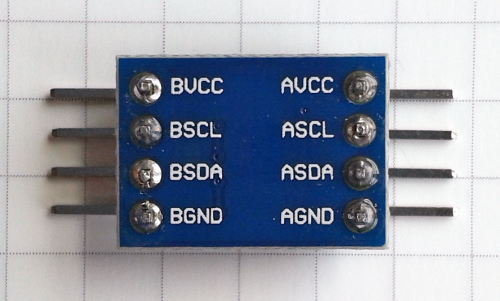 BVCC AVCC
BSCL ASCL
BSDA ASDA
BGND AGND